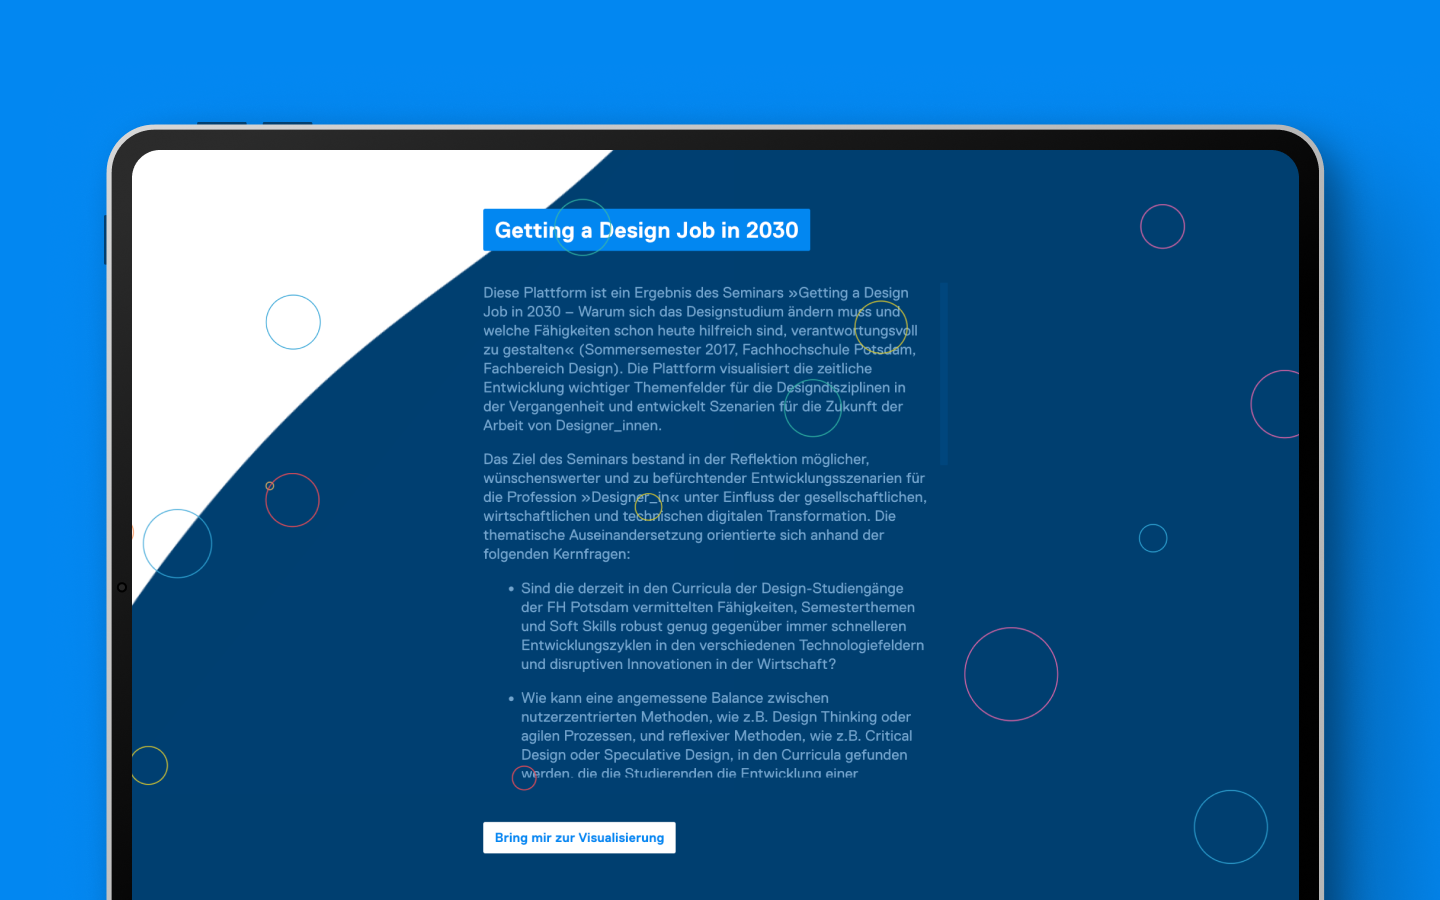 Getting a Design Job in 2030
Diese Plattform ist ein Ergebnis des Seminars »Getting a Design
Job in 2030 – Warum sich das Designstudium ändern muss und
welche Fähigkeiten schon heute hilfreich sind, verantwortungsvoll
zu gestalten« (Sommersemester 2017, Fachhochschule Potsdam,
Fachbereich Design). Die Plattform visualisiert die zeitliche
Entwicklung wichtiger Themenfelder für die Designdisziplinen in
der Vergangenheit und entwickelt Szenarien für die Zukunft der
Arbeit von Designer_innen.
Das Ziel des Seminars bestand in der Reflektion möglicher,
wünschenswerter und zu befürchtender Entwicklungsszenarien für
die Profession »Designer_in« unter Einfluss der gesellschaftlichen,
wirtschaftlichen und technischen digitalen Transformation. Die
thematische Auseinandersetzung orientierte sich anhand der
folgenden Kernfragen:
• Sind die derzeit in den Curricula der Design-Studiengänge
der FH Potsdam vermittelten Fähigkeiten, Semesterthemen
und Soft Skills robust genug gegenüber immer schnelleren
Entwicklungszyklen in den verschiedenen Technologiefeldern
und disruptiven Innovationen in der Wirtschaft?
• Wie kann eine angemessene Balance zwischen
nutzerzentrierten Methoden, wie z.B. Design Thinking oder
agilen Prozessen, und reflexiver Methoden, wie z.B. Critical
Design oder Speculative Design, in den Curricula gefunden
werden, die die Studierenden die Entwicklung einer
Bring mir zur Visualisierung